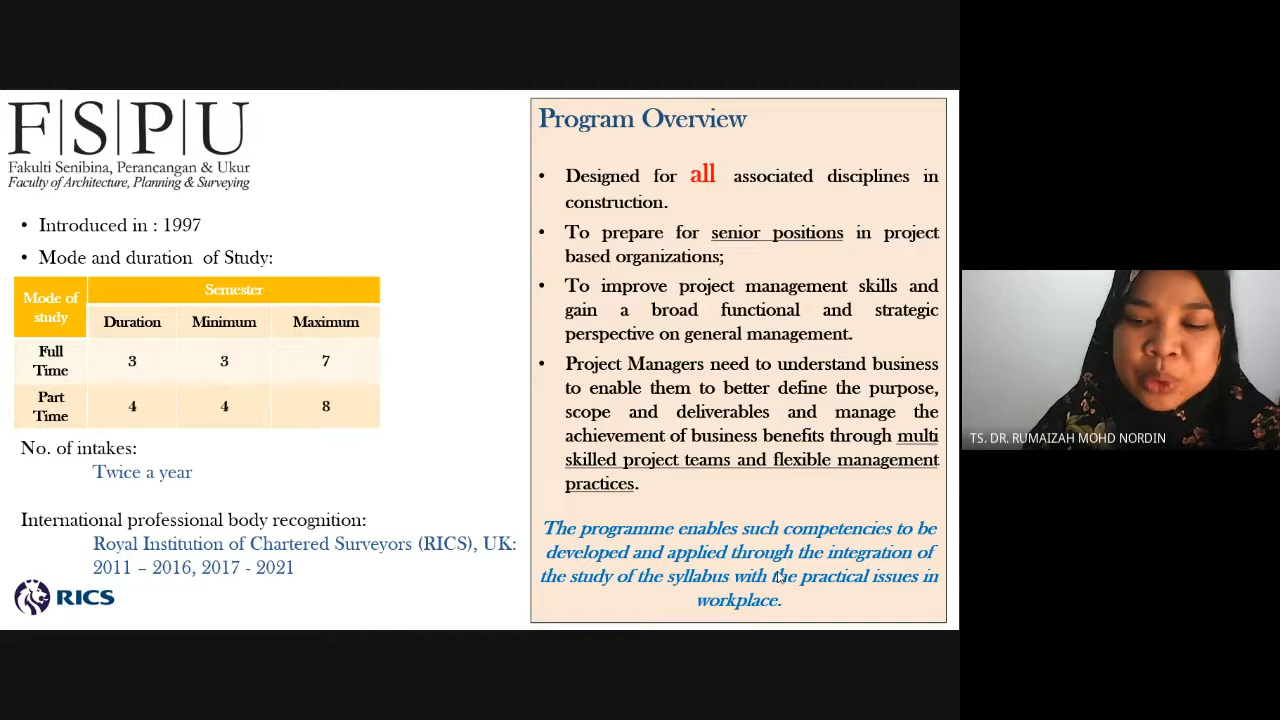 F|S|P|U
Fakulti Senibina, Perancangan & Ukur
Faculty of Architecture, Planning & Surveying
• Introduced in : 1997
• Mode and duration of Study:
Mode of study
Semester
Duration Minimum Maximum
Full Time 3 3 7
Part Time 4 4 8
No. of intakes:
Twice a year
International professional body recognition:
Royal Institution of Chartered Surveyors (RICS), UK:
2011 – 2016, 2017 - 2021
RICS
Program Overview
• Designed for all associated disciplines in
construction.
• To prepare for senior positions in project
based organizations;
• To improve project management skills and
gain a broad functional and strategic
perspective on general management.
• Project Managers need to understand business
to enable them to better define the purpose,
scope and deliverables and manage the
achievement of business benefits through multi
skilled project teams and flexible management
practices.
The programme enables such competencies to be
developed and applied through the integration of
the study of the syllabus with the practical issues in
workplace.
TS. DR. RUMAIZAH MOHD NORDIN